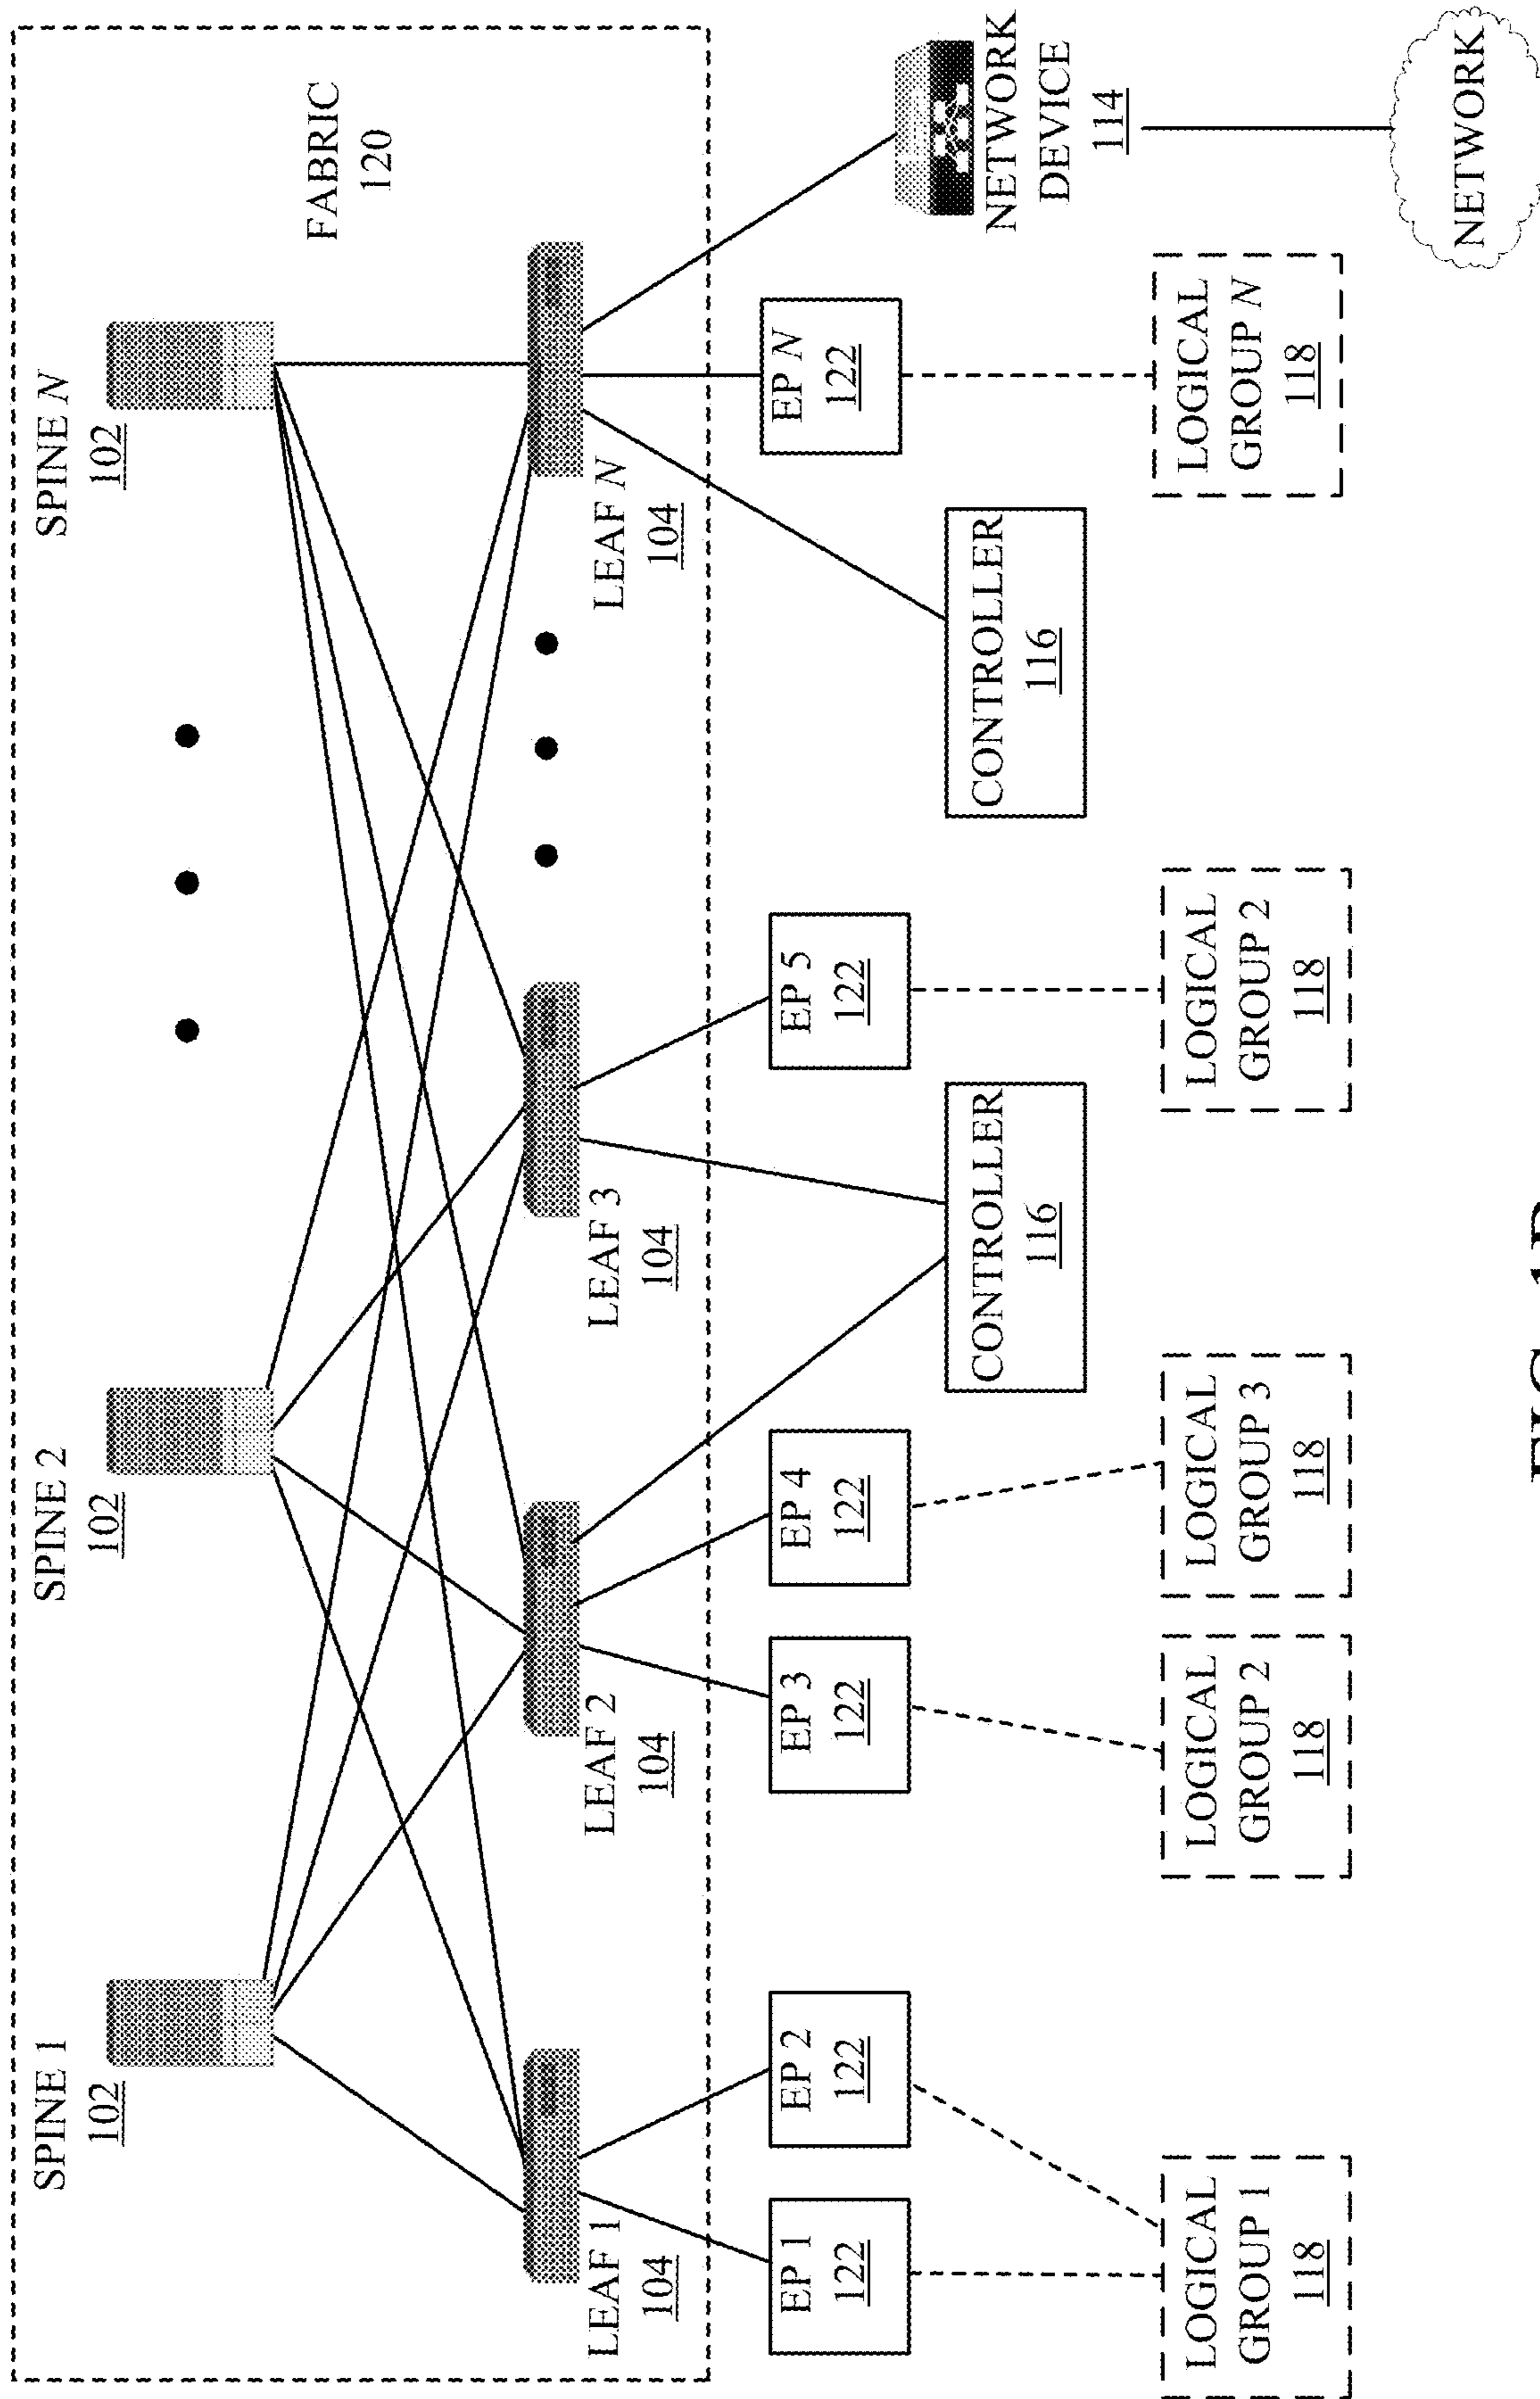 SPINE 1
102
SPINE 2
102
SPINE N
102
FABRIC
120
LEAF 1
104
LEAF 2
104
LEAF 3
104
LEAF N
104
EP 1
122
EP 2
122
EP 3
122
EP 4
122
EP 5
122
EP N
122
CONTROLLER
116
CONTROLLER
116
NETWORK
DEVICE
114
LOGICAL
GROUP 1
118
LOGICAL
GROUP 2
118
LOGICAL
GROUP 3
118
LOGICAL
GROUP 2
118
LOGICAL
GROUP N
118
NETWORK